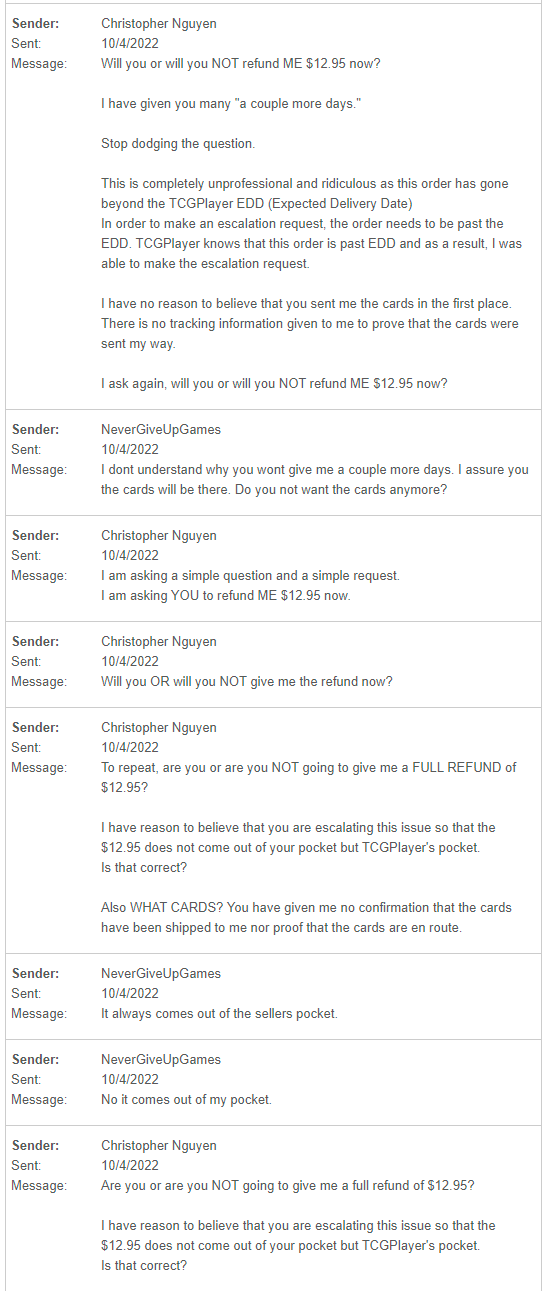 Sender: Christopher Nguyen
Sent: 10/4/2022
Message: Will you or will you NOT refund ME $12.95 now?
I have given you many "a couple more days."
Stop dodging the question.
This is completely unprofessional and ridiculous as this order has gone
beyond the TCGPlayer EDD (Expected Delivery Date)
In order to make an escalation request, the order needs to be past the
EDD. TCGPlayer knows that this order is past EDD and as a result, I was
able to make the escalation request.
I have no reason to believe that you sent me the cards in the first place.
There is no tracking information given to me to prove that the cards were
sent my way.
I ask again, will you or will you NOT refund ME $12.95 now?
Sender: NeverGiveUpGames
Sent: 10/4/2022
Message: I dont understand why you wont give me a couple more days. I assure you
the cards will be there. Do you not want the cards anymore?
Sender: Christopher Nguyen
Sent: 10/4/2022
Message: I am asking a simple question and a simple request.
I am asking YOU to refund ME $12.95 now.
Sender: Christopher Nguyen
Sent: 10/4/2022
Message: Will you OR will you NOT give me the refund now?
Sender: Christopher Nguyen
Sent: 10/4/2022
Message: To repeat, are you or are you NOT going to give me a FULL REFUND of
$12.95?
I have reason to believe that you are escalating this issue so that the
$12.95 does not come out of your pocket but TCGPlayer's pocket.
Is that correct?
Also WHAT CARDS? You have given me no confirmation that the cards
have been shipped to me nor proof that the cards are en route.
Sender: NeverGiveUpGames
Sent: 10/4/2022
Message: It always comes out of the sellers pocket.
Sender: NeverGiveUpGames
Sent: 10/4/2022
Message: No it comes out of my pocket.
Sender: Christopher Nguyen
Sent: 10/4/2022
Message: Are you or are you NOT going to give me a full refund of $12.95?
I have reason to believe that you are escalating this issue so that the
$12.95 does not come out of your pocket but TCGPlayer's pocket.
Is that correct?